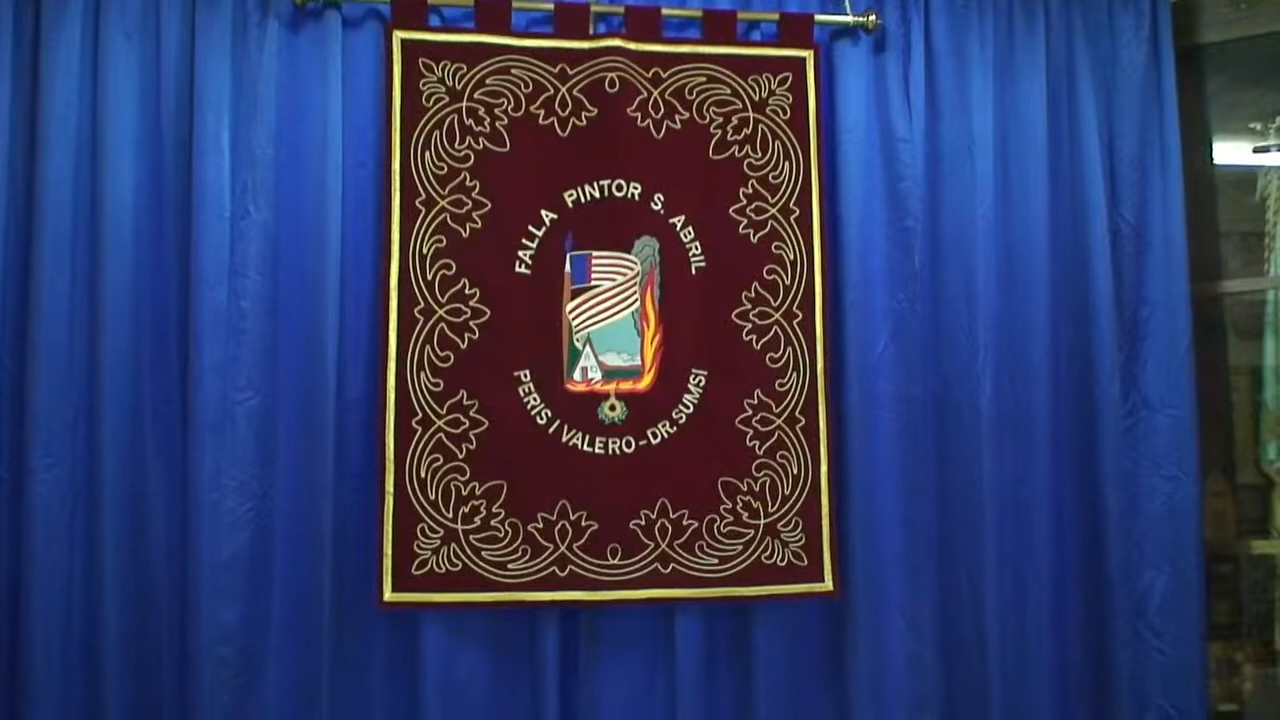 FALLA PINTOR S. ABRIL
PERIS I VALERO-DR. SUMSI